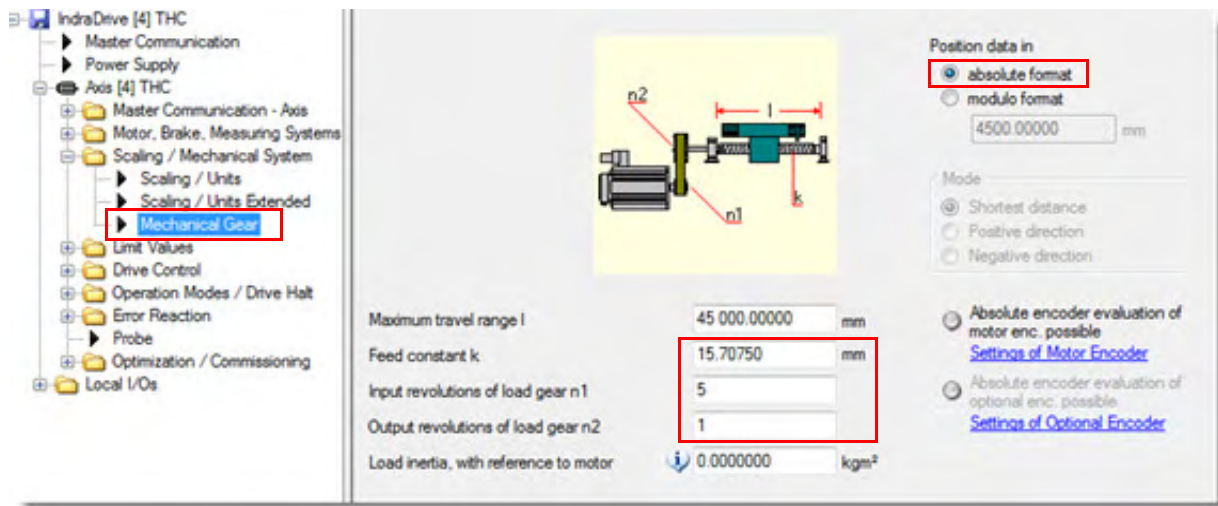 IndraDrive [4] THC
Master Communication
Power Supply
Axis [4] THC
Master Communication - Axis
Motor, Brake, Measuring Systems
Scaling / Mechanical System
Scaling / Units
Scaling / Units Extended
Mechanical Gear
Limit Values
Drive Control
Operation Modes / Drive Halt
Error Reaction
Probe
Optimization / Commissioning
Local I/Os
n2
l
k
n1
Position data in
absolute format
modulo format
4500.00000 mm
Mode
Shortest distance
Positive direction
Negative direction
Maximum travel range l 45 000.00000 mm
Feed constant k 15.70750 mm
Input revolutions of load gear n1 5
Output revolutions of load gear n2 1
Load inertia, with reference to motor 0.0000000 kgm²
Absolute encoder evaluation of
motor enc. possible
Settings of Motor Encoder
Absolute encoder evaluation of
optional enc. possible
Settings of Optional Encoder